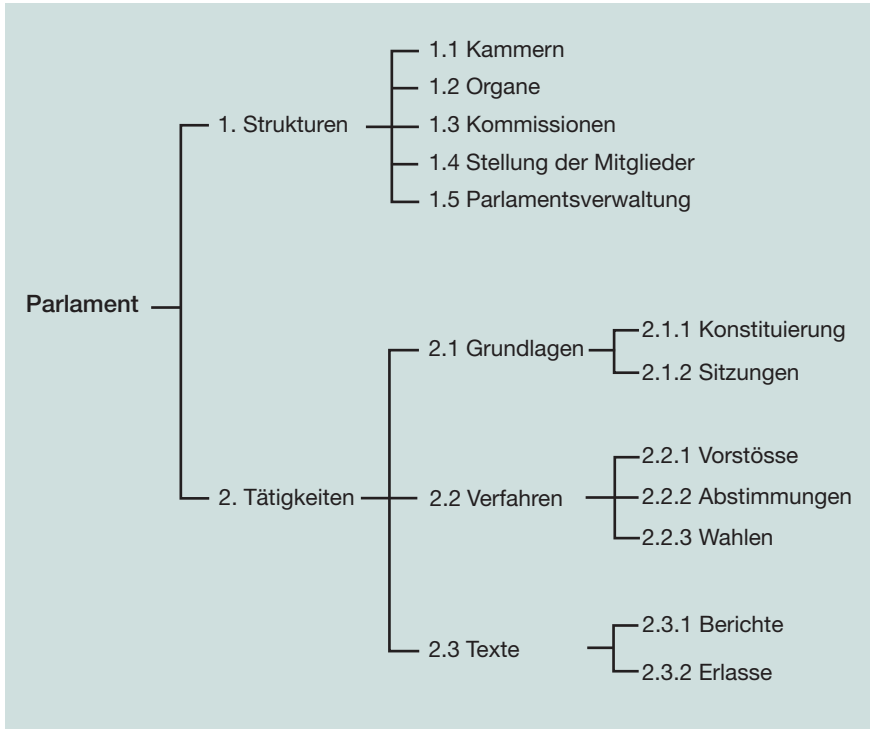 Parlament
1. Strukturen
1.1 Kammern
1.2 Organe
1.3 Kommissionen
1.4 Stellung der Mitglieder
1.5 Parlamentsverwaltung
2. Tätigkeiten
2.1 Grundlagen
2.1.1 Konstituierung
2.1.2 Sitzungen
2.2 Verfahren
2.2.1 Vorstösse
2.2.2 Abstimmungen
2.2.3 Wahlen
2.3 Texte
2.3.1 Berichte
2.3.2 Erlasse